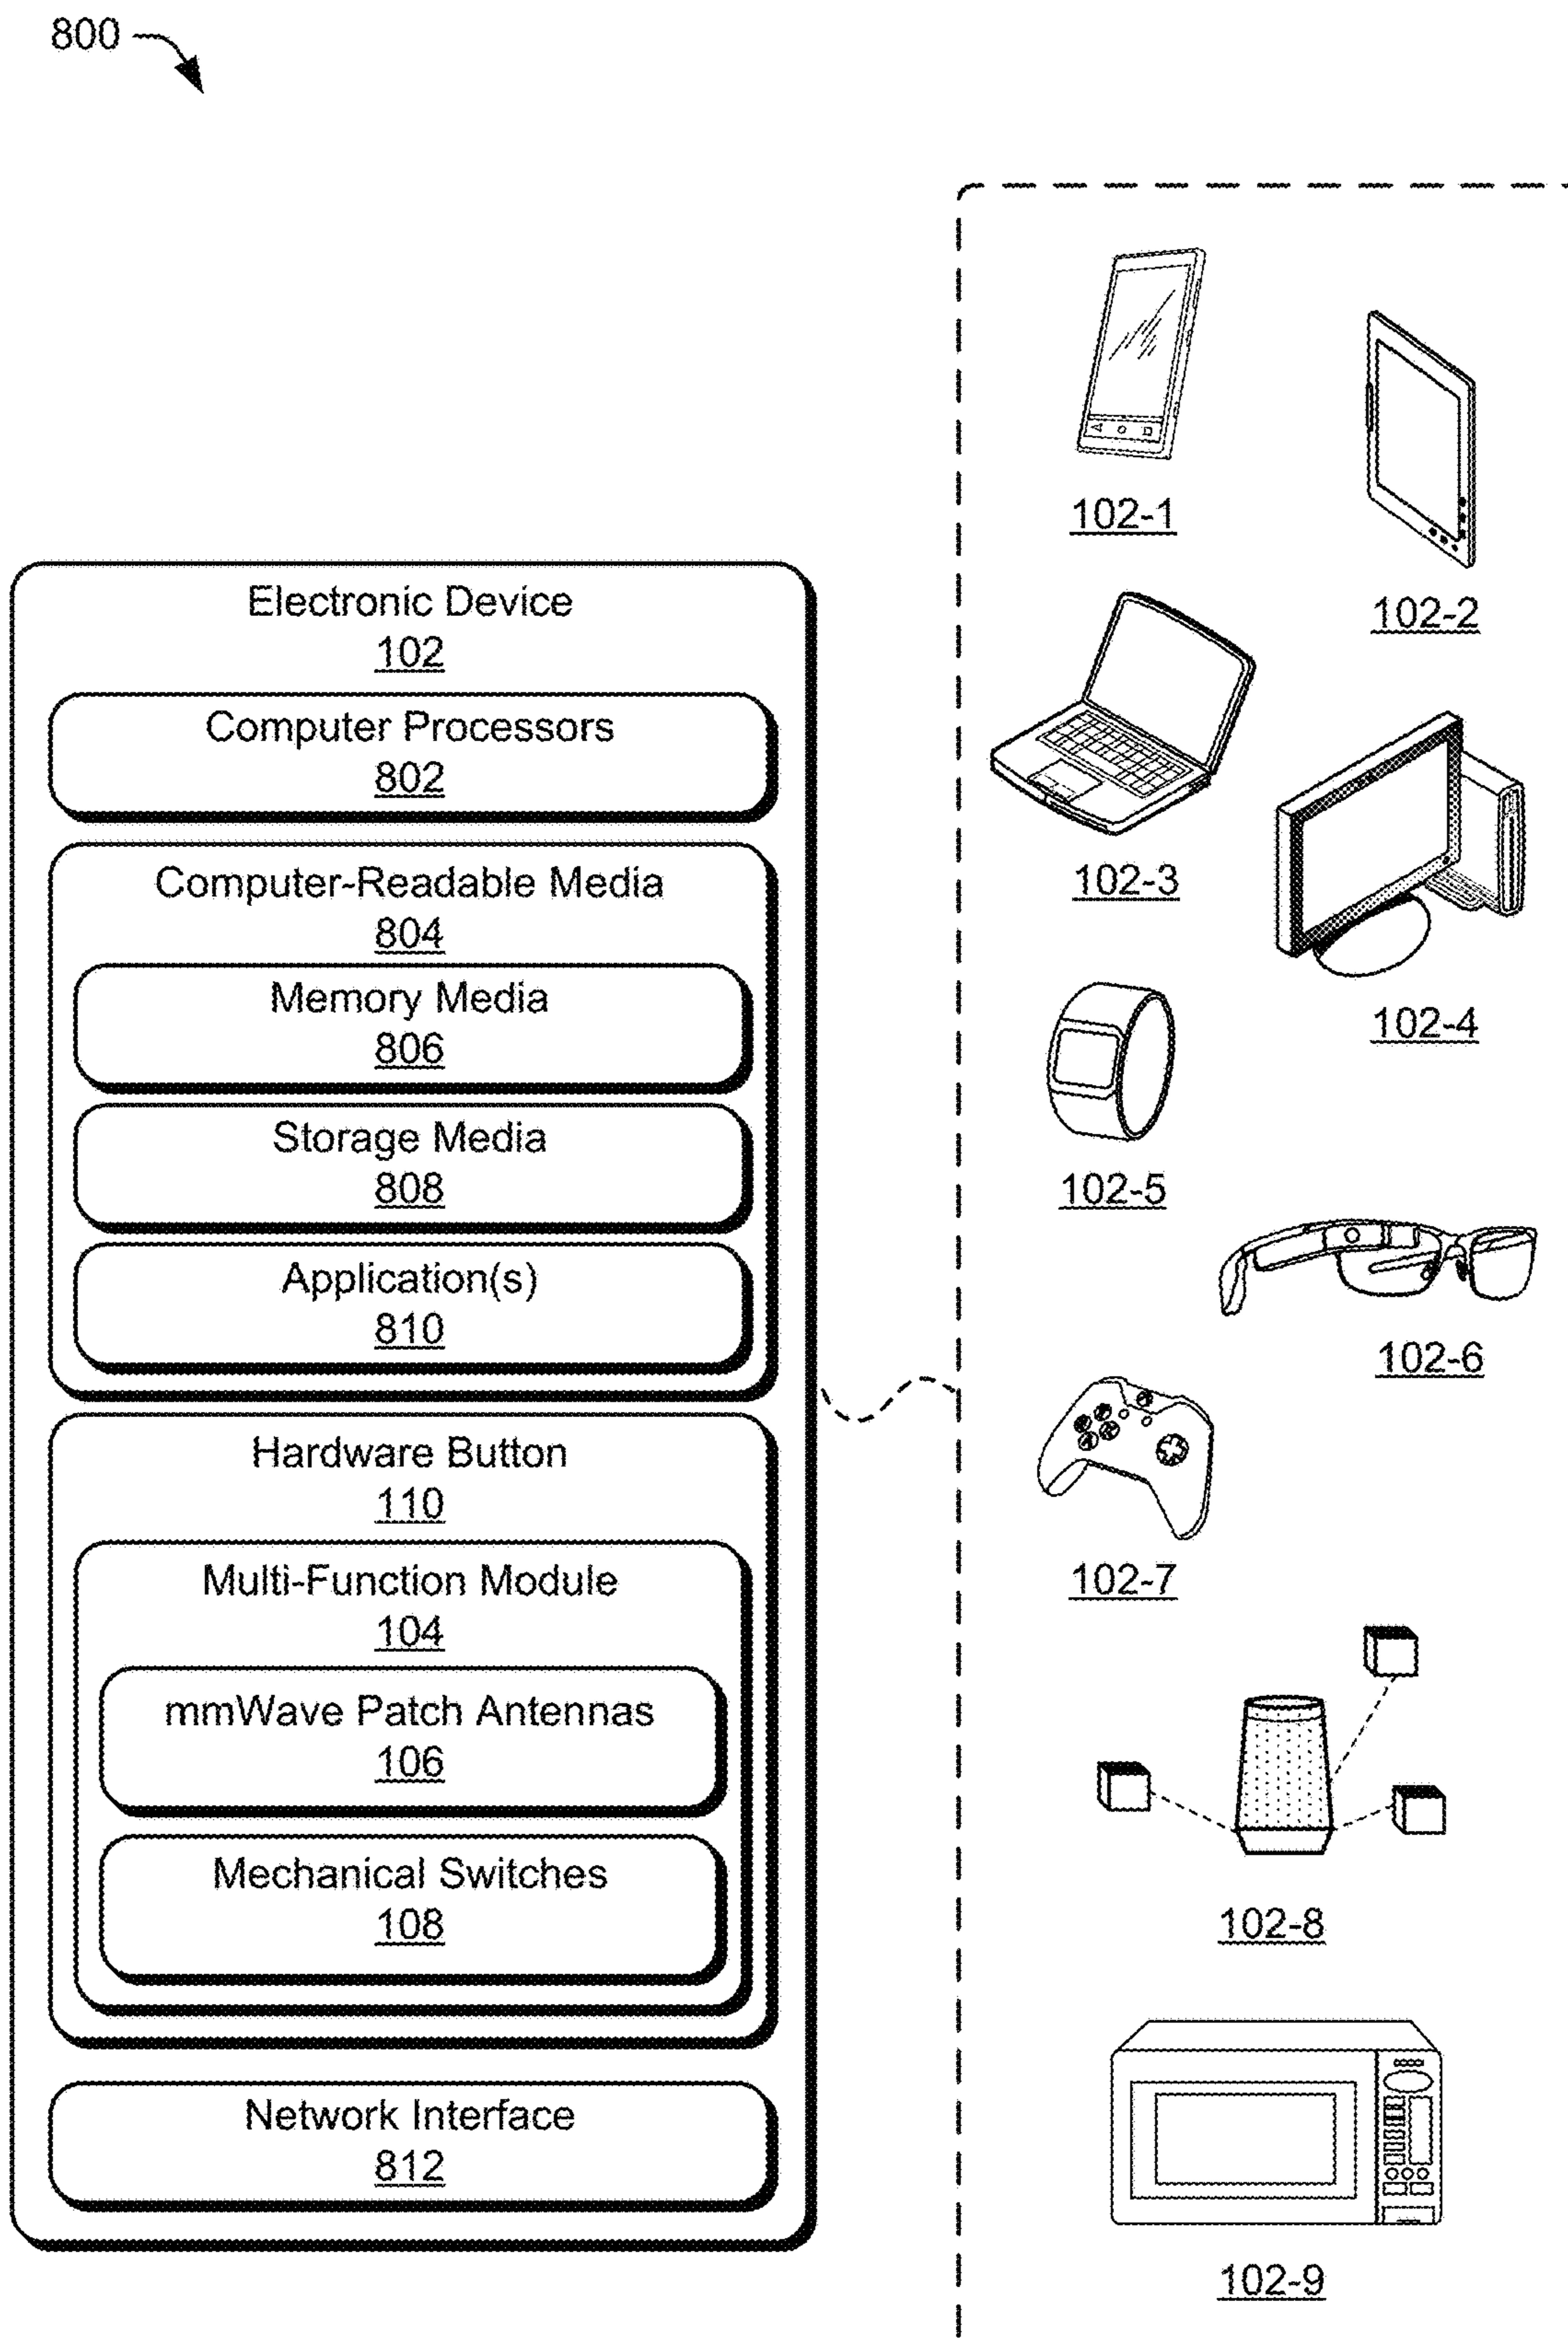 800
Electronic Device
102
Computer Processors
802
Computer-Readable Media
804
Memory Media
806
Storage Media
808
Application(s)
810
Hardware Button
110
Multi-Function Module
104
mmWave Patch Antennas
106
Mechanical Switches
108
Network Interface
812
102-1
102-2
102-3
102-4
102-5
102-6
102-7
102-8
102-9